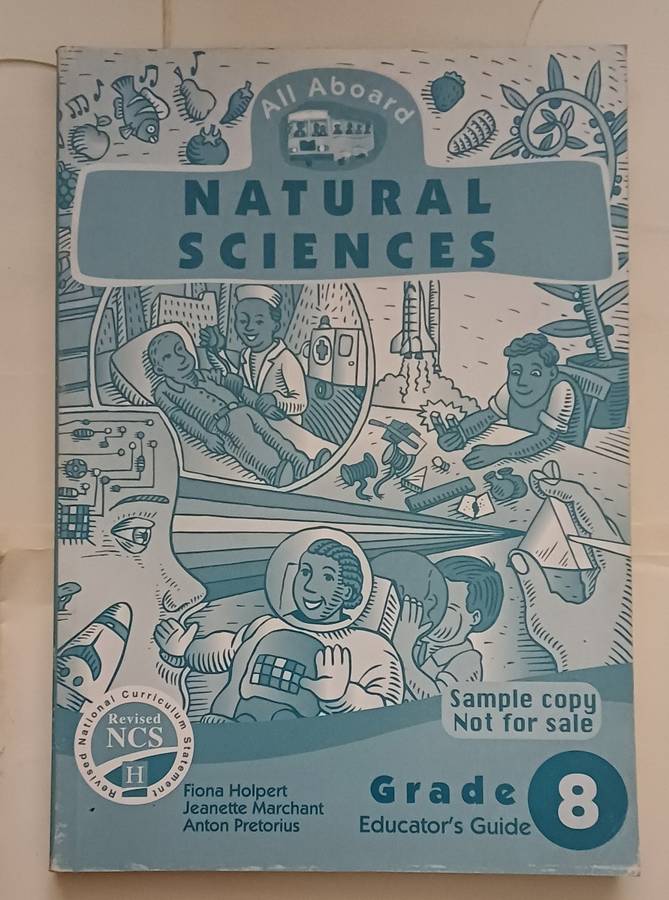 All Aboard
NATURAL
SCIENCES
Sample copy
Not for sale
Revised National Curriculum Statement
Revised
NCS
H
Fiona Holpert
Jeanette Marchant
Anton Pretorius
Grade 8
Educator's Guide